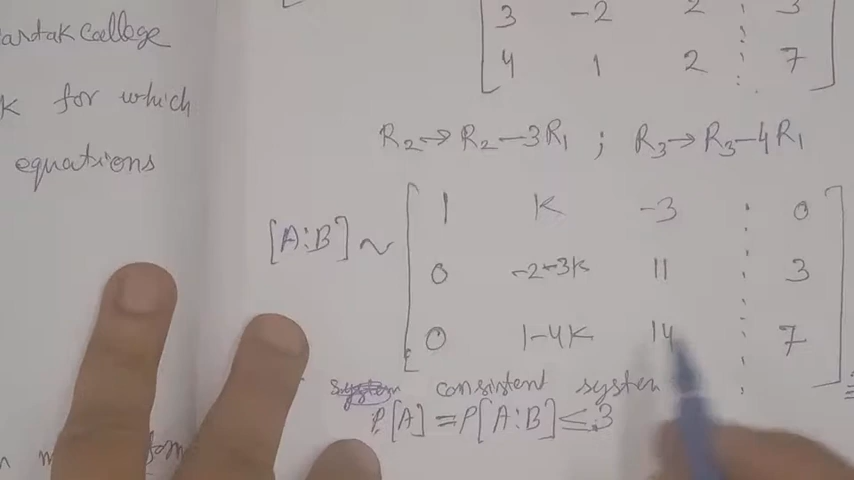 college
K for which
equations
3 -2 2 : 3
4 1 2 : 7
R₂→R₂-3R₁ ; R₃→R₃-4R₁
[A:B] ~ [ 1 K -3 : 0
0 -2-3K 11 : 3
0 1-4K 14 : 7 ]
consistent system
ρ[A] = ρ[A:B] ≤ 3